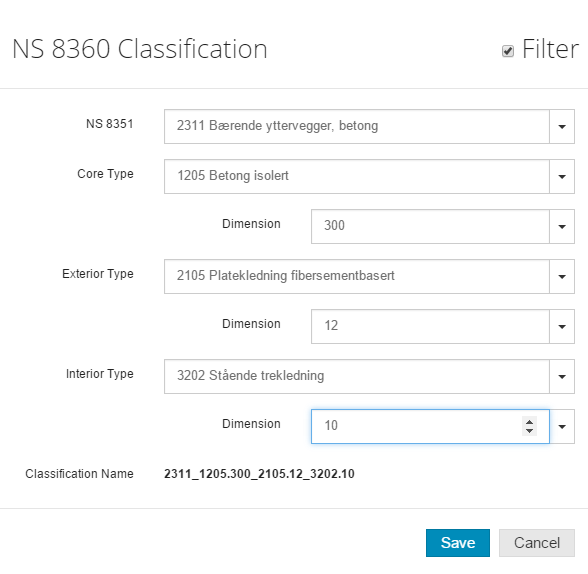 NS 8360 Classification
Filter
NS 8351 2311 Bærende yttervegger, betong
Core Type 1205 Betong isolert
Dimension 300
Exterior Type 2105 Platekledning fibersementbasert
Dimension 12
Interior Type 3202 Stående trekledning
Dimension 10
Classification Name 2311_1205.300_2105.12_3202.10
Save Cancel